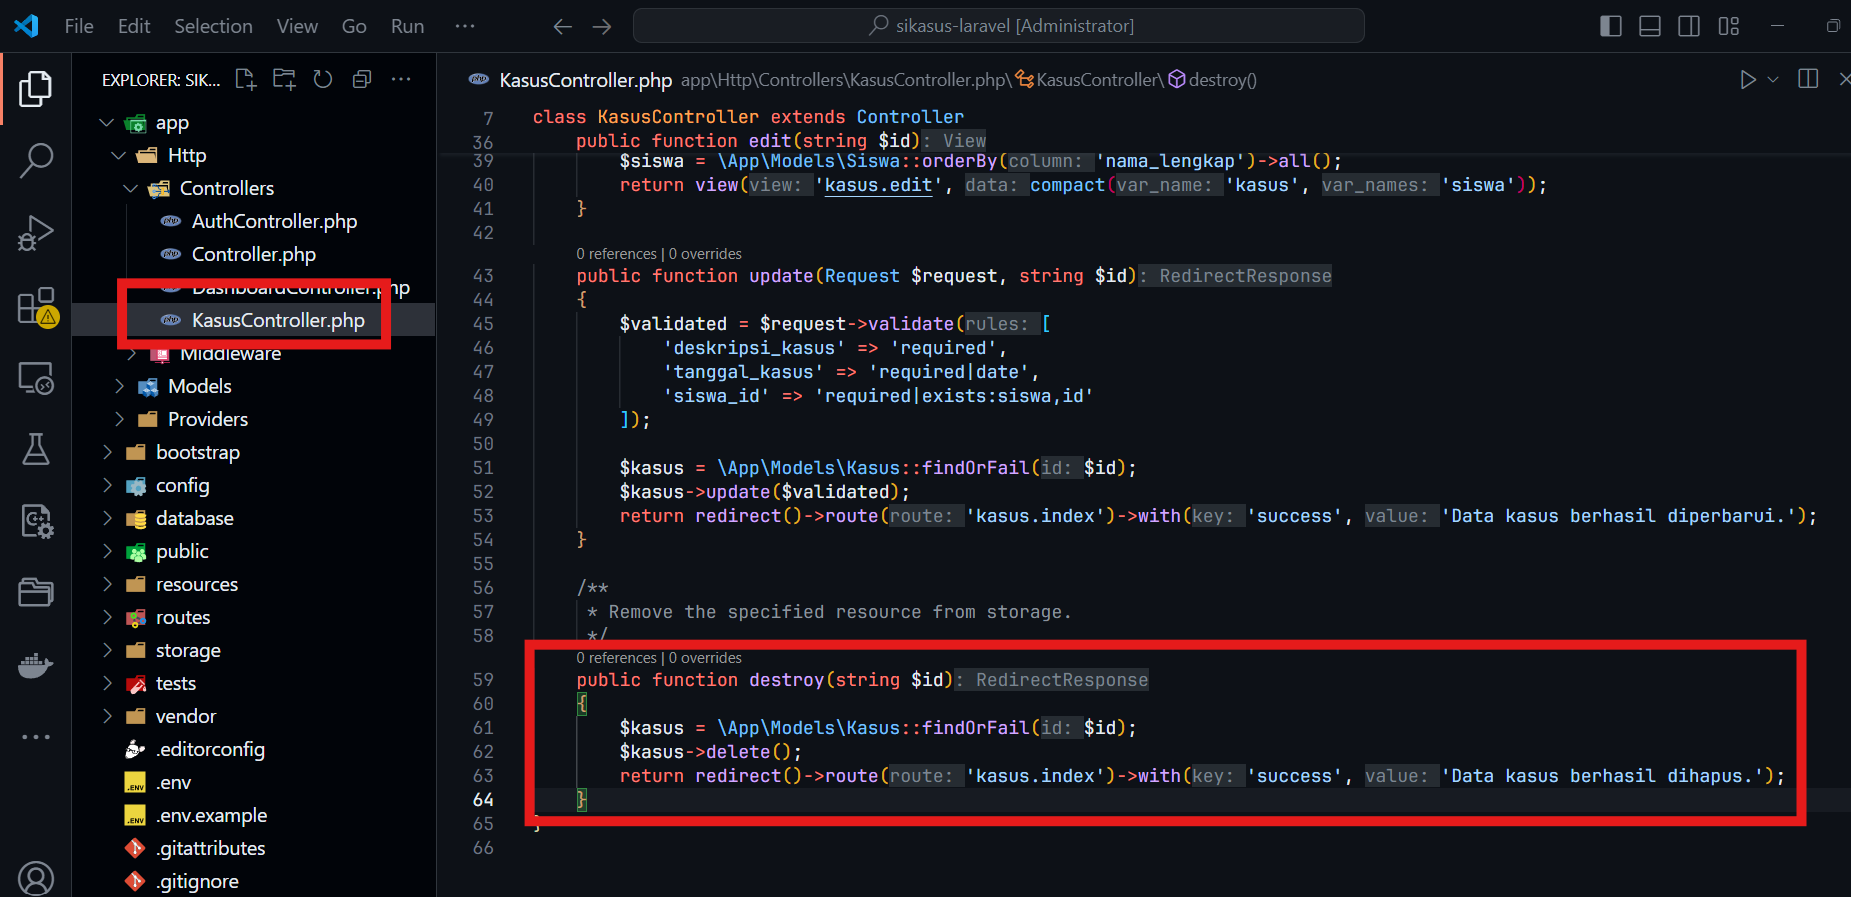 File Edit Selection View Go Run ··· sikasus-laravel [Administrator]
EXPLORER: SIK...
app
Http
Controllers
AuthController.php
Controller.php
DashboardController.php
KasusController.php
Middleware
Models
Providers
bootstrap
config
database
public
resources
routes
storage
tests
vendor
.editorconfig
.env
.env.example
.gitattributes
.gitignore
KasusController.php app\Http\Controllers\KasusController.php\KasusController\destroy()
7 class KasusController extends Controller
36 public function edit(string $id): View
39 $siswa = \App\Models\Siswa::orderBy(column: 'nama_lengkap')->all();
40 return view(view: 'kasus.edit', data: compact(var_name: 'kasus', var_names: 'siswa'));
41 }
42
0 references | 0 overrides
43 public function update(Request $request, string $id): RedirectResponse
44 {
45 $validated = $request->validate(rules: [
46 'deskripsi_kasus' => 'required',
47 'tanggal_kasus' => 'required|date',
48 'siswa_id' => 'required|exists:siswa,id'
49 ]);
50
51 $kasus = \App\Models\Kasus::findOrFail(id: $id);
52 $kasus->update($validated);
53 return redirect()->route(route: 'kasus.index')->with(key: 'success', value: 'Data kasus berhasil diperbarui.');
54 }
55
56 /**
57 * Remove the specified resource from storage.
58 */
0 references | 0 overrides
59 public function destroy(string $id): RedirectResponse
60 {
61 $kasus = \App\Models\Kasus::findOrFail(id: $id);
62 $kasus->delete();
63 return redirect()->route(route: 'kasus.index')->with(key: 'success', value: 'Data kasus berhasil dihapus.');
64 }
65 }
66